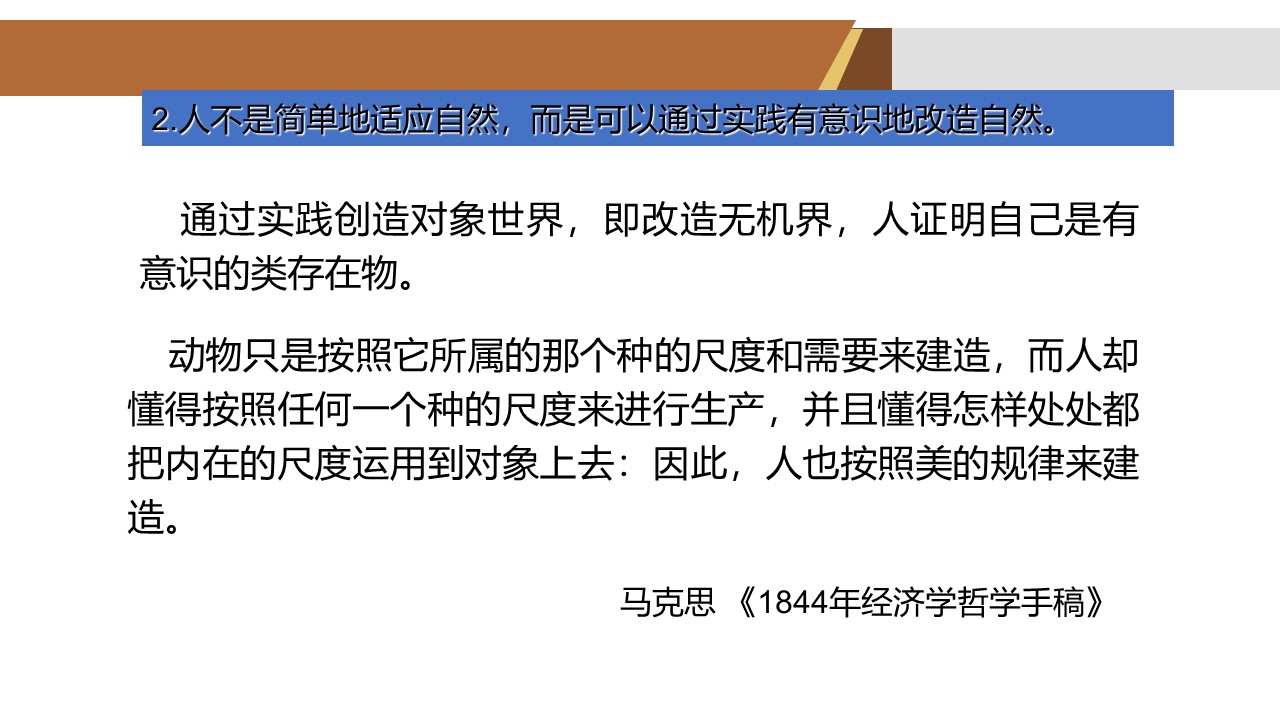 2.人不是简单地适应自然，而是可以通过实践有意识地改造自然。
通过实践创造对象世界，即改造无机界，人证明自己是有
意识的类存在物。
动物只是按照它所属的那个种的尺度和需要来建造，而人却
懂得按照任何一个种的尺度来进行生产，并且懂得怎样处处都
把内在的尺度运用到对象上去：因此，人也按照美的规律来建
造。
马克思 《1844年经济学哲学手稿》